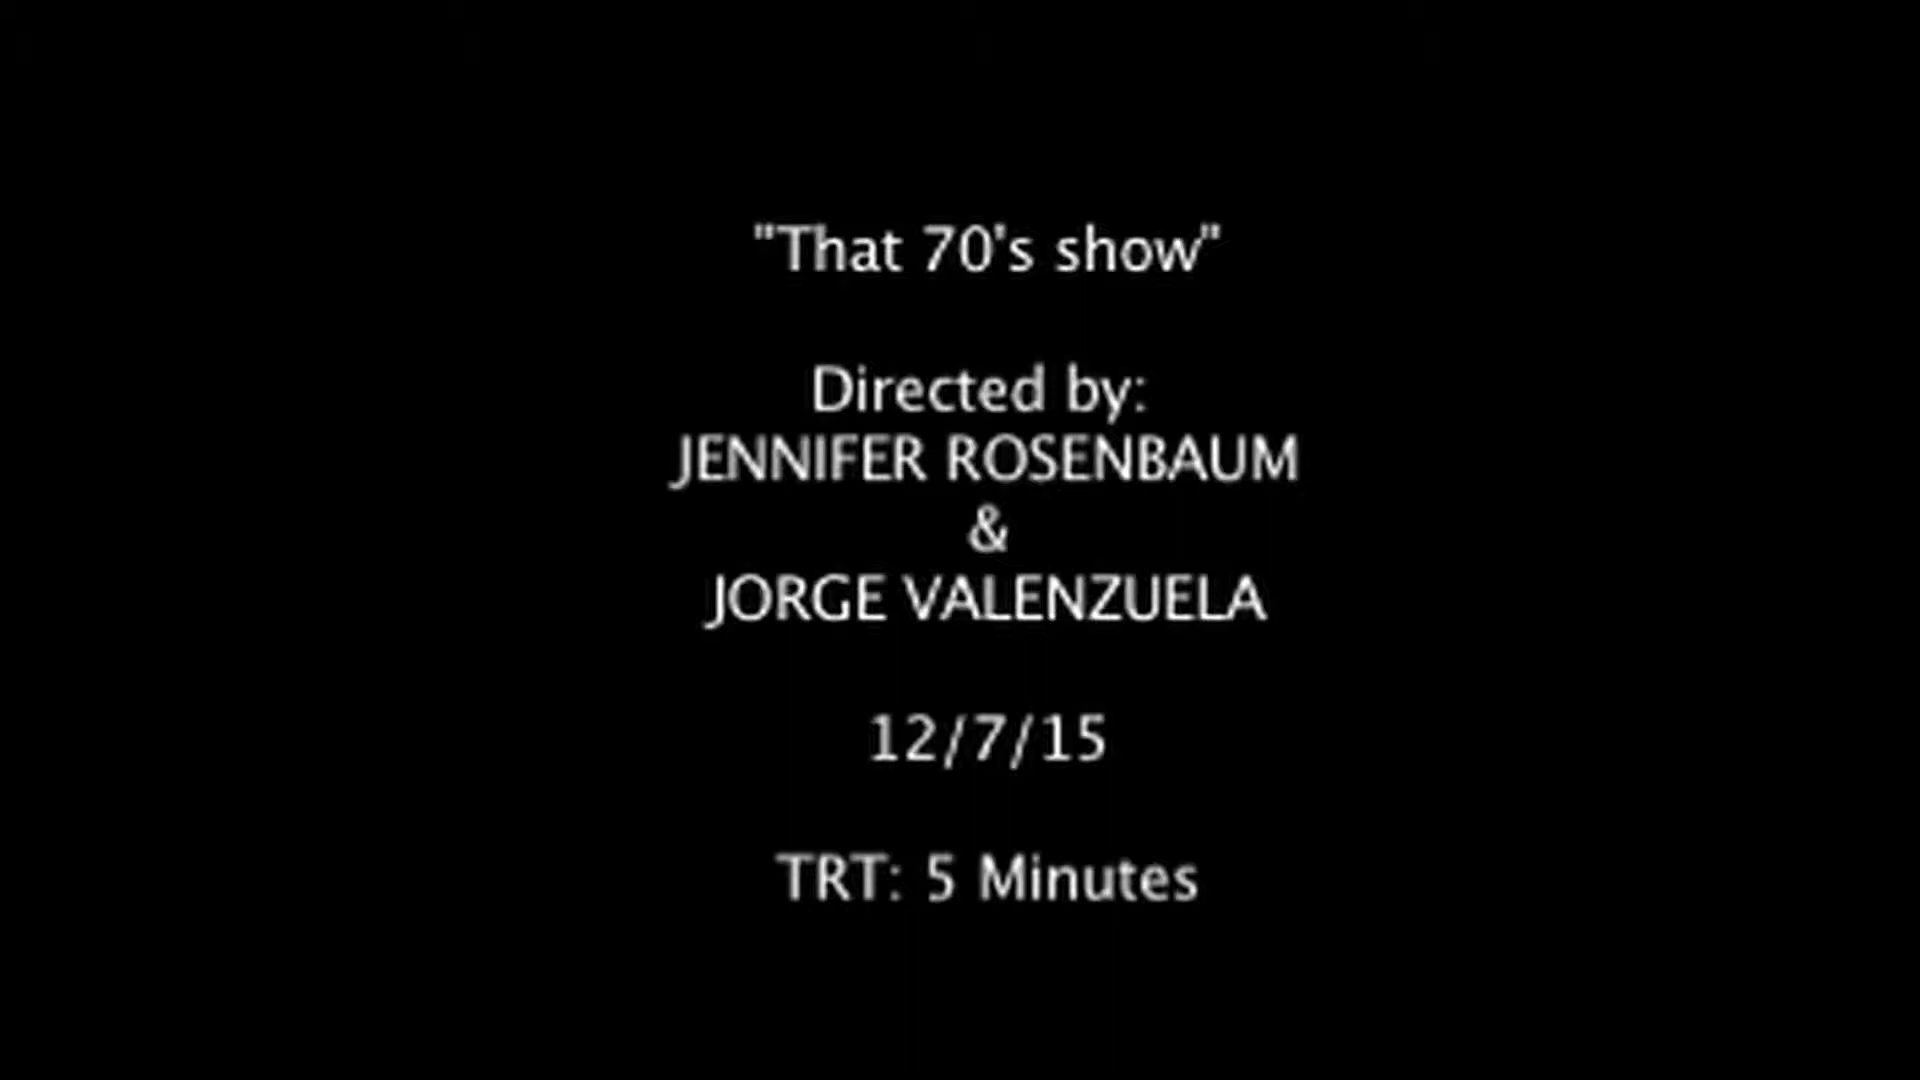 "That 70's show"
Directed by:
JENNIFER ROSENBAUM
&
JORGE VALENZUELA
12/7/15
TRT: 5 Minutes